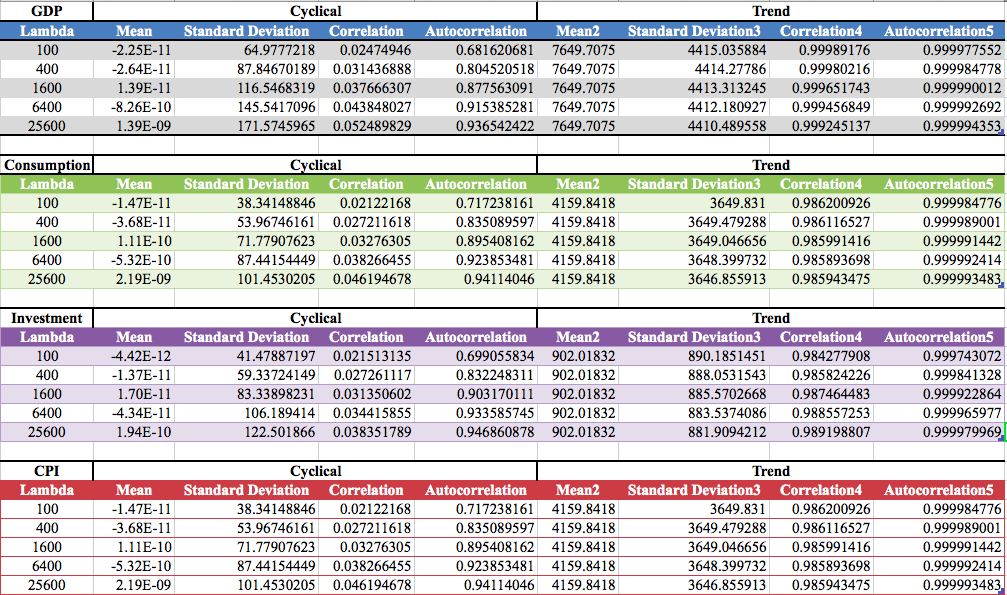 GDP Cyclical Trend
Lambda Mean Standard Deviation Correlation Autocorrelation Mean2 Standard Deviation3 Correlation4 Autocorrelation5
100 -2.25E-11 64.9777218 0.02474946 0.681620681 7649.7075 4415.035884 0.99989176 0.999977552
400 -2.64E-11 87.84670189 0.031436888 0.804520518 7649.7075 4414.27786 0.99980216 0.999984778
1600 1.39E-11 116.5468319 0.037666307 0.877563091 7649.7075 4413.313245 0.999651743 0.999990012
6400 -8.26E-10 145.5417096 0.043848027 0.915385281 7649.7075 4412.180927 0.999456849 0.999992692
25600 1.39E-09 171.5745965 0.052489829 0.936542422 7649.7075 4410.489558 0.999245137 0.999994353
Consumption Cyclical Trend
Lambda Mean Standard Deviation Correlation Autocorrelation Mean2 Standard Deviation3 Correlation4 Autocorrelation5
100 -1.47E-11 38.34148846 0.02122168 0.717238161 4159.8418 3649.831 0.986200926 0.999984776
400 -3.68E-11 53.96746161 0.027211618 0.835089597 4159.8418 3649.479288 0.986116527 0.999989001
1600 1.11E-10 71.77907623 0.03276305 0.895408162 4159.8418 3649.046656 0.985991416 0.999991442
6400 -5.32E-10 87.44154449 0.038266455 0.923853481 4159.8418 3648.399732 0.985893698 0.999992414
25600 2.19E-09 101.4530205 0.046194678 0.94114046 4159.8418 3646.855913 0.985943475 0.999993483
Investment Cyclical Trend
Lambda Mean Standard Deviation Correlation Autocorrelation Mean2 Standard Deviation3 Correlation4 Autocorrelation5
100 -4.42E-12 41.47887197 0.021513135 0.699055834 902.01832 890.1851451 0.984277908 0.999743072
400 -1.37E-11 59.33724149 0.027261117 0.832248311 902.01832 888.0531543 0.985824226 0.999841328
1600 1.70E-11 83.33898231 0.031350602 0.903170111 902.01832 885.5702668 0.987464483 0.999922864
6400 -4.34E-11 106.189414 0.034415855 0.933585745 902.01832 883.5374086 0.988557253 0.999965977
25600 1.94E-10 122.501866 0.038351789 0.946860878 902.01832 881.9094212 0.989198807 0.999979969
CPI Cyclical Trend
Lambda Mean Standard Deviation Correlation Autocorrelation Mean2 Standard Deviation3 Correlation4 Autocorrelation5
100 -1.47E-11 38.34148846 0.02122168 0.717238161 4159.8418 3649.831 0.986200926 0.999984776
400 -3.68E-11 53.96746161 0.027211618 0.835089597 4159.8418 3649.479288 0.986116527 0.999989001
1600 1.11E-10 71.77907623 0.03276305 0.895408162 4159.8418 3649.046656 0.985991416 0.999991442
6400 -5.32E-10 87.44154449 0.038266455 0.923853481 4159.8418 3648.399732 0.985893698 0.999992414
25600 2.19E-09 101.4530205 0.046194678 0.94114046 4159.8418 3646.855913 0.985943475 0.999993483